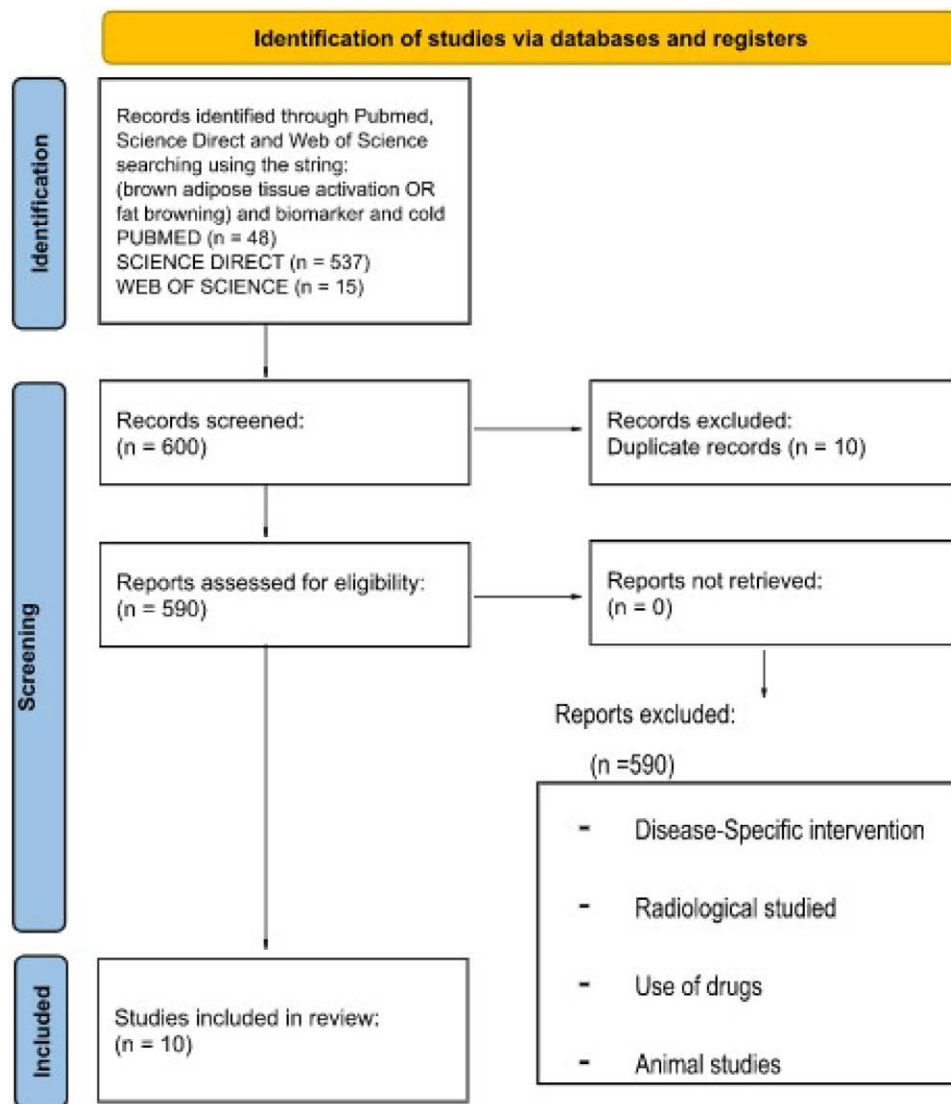 Identification of studies via databases and registers
Identification
Records identified through Pubmed,
Science Direct and Web of Science
searching using the string:
(brown adipose tissue activation OR
fat browning) and biomarker and cold
PUBMED (n = 48)
SCIENCE DIRECT (n = 537)
WEB OF SCIENCE (n = 15)
Screening
Records screened:
(n = 600)
Records excluded:
Duplicate records (n = 10)
Reports assessed for eligibility:
(n = 590)
Reports not retrieved:
(n = 0)
Reports excluded:
(n =590)
- Disease-Specific intervention
- Radiological studied
- Use of drugs
- Animal studies
Included
Studies included in review:
(n = 10)